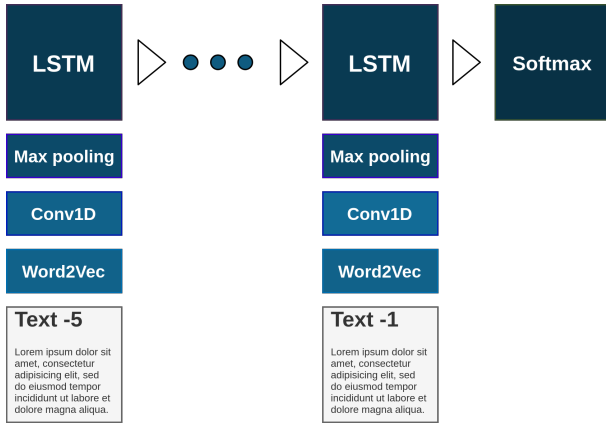 LSTM
LSTM
Softmax
Max pooling
Max pooling
Conv1D
Conv1D
Word2Vec
Word2Vec
Text -5
Lorem ipsum dolor sit
amet, consectetur
adipisicing elit, sed
do eiusmod tempor
incididunt ut labore et
dolore magna aliqua.
Text -1
Lorem ipsum dolor sit
amet, consectetur
adipisicing elit, sed
do eiusmod tempor
incididunt ut labore et
dolore magna aliqua.